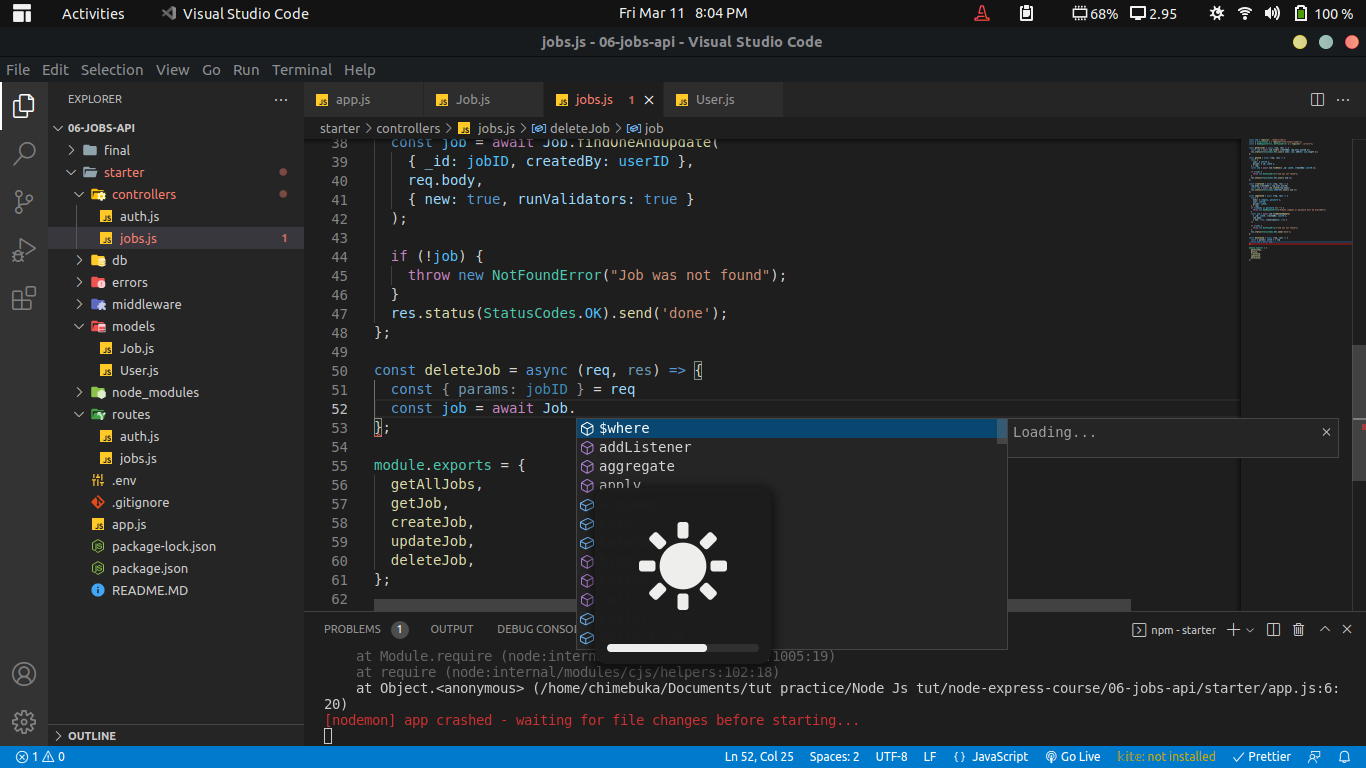 Activities
Visual Studio Code
Fri Mar 11 8:04 PM
68%
2.95
100 %
jobs.js - 06-jobs-api - Visual Studio Code
File Edit Selection View Go Run Terminal Help
EXPLORER
06-JOBS-API
final
starter
controllers
auth.js
jobs.js 1
db
errors
middleware
models
Job.js
User.js
node_modules
routes
auth.js
jobs.js
.env
.gitignore
app.js
package-lock.json
package.json
README.MD
OUTLINE
app.js
Job.js
jobs.js 1
User.js
starter > controllers > jobs.js > deleteJob > job
38 const job = await Job.findOneAndUpdate(
39 { _id: jobID, createdBy: userID },
40 req.body,
41 { new: true, runValidators: true }
42 );
43
44 if (!job) {
45 throw new NotFoundError("Job was not found");
46 }
47 res.status(StatusCodes.OK).send('done');
48 };
49
50 const deleteJob = async (req, res) => {
51 const { params: jobID } = req
52 const job = await Job.
53 };
54
55 module.exports = {
56 getAllJobs,
57 getJob,
58 createJob,
59 updateJob,
60 deleteJob,
61 };
62
$where
addListener
aggregate
apply
Loading...
PROBLEMS 1
OUTPUT
DEBUG CONSO
npm - starter
at Module.require (node:intern 1005:19)
at require (node:internal/modules/cjs/helpers:102:18)
at Object.<anonymous> (/home/chimebuka/Documents/tut practice/Node Js tut/node-express-course/06-jobs-api/starter/app.js:6:
20)
[nodemon] app crashed - waiting for file changes before starting...
1 0
Ln 52, Col 25
Spaces: 2
UTF-8
LF
{ } JavaScript
Go Live
kite: not installed
Prettier